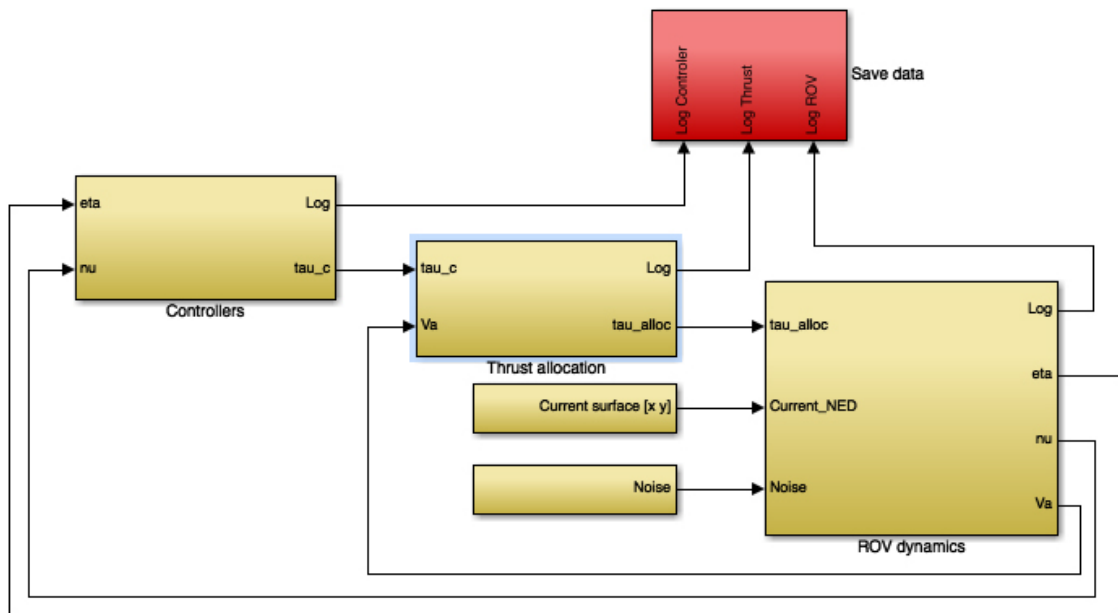 Log Controler
Log Thrust
Log ROV
Save data
eta
Log
nu
tau_c
Controllers
tau_c
Log
Va
tau_alloc
Thrust allocation
tau_alloc
Log
eta
Current_NED
nu
Noise
Va
ROV dynamics
Current surface [x y]
Noise